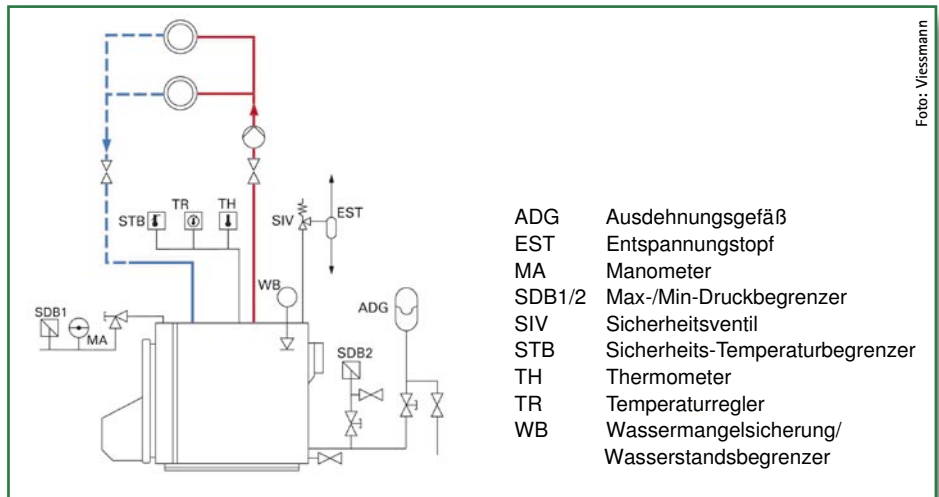 Foto: Viessmann
STB
TR
TH
SIV
EST
WB
ADG
SDB1
MA
SDB2
ADG Ausdehnungsgefäß
EST Entspannungstopf
MA Manometer
SDB1/2 Max-/Min-Druckbegrenzer
SIV Sicherheitsventil
STB Sicherheits-Temperaturbegrenzer
TH Thermometer
TR Temperaturregler
WB Wassermangelsicherung/
Wasserstandsbegrenzer